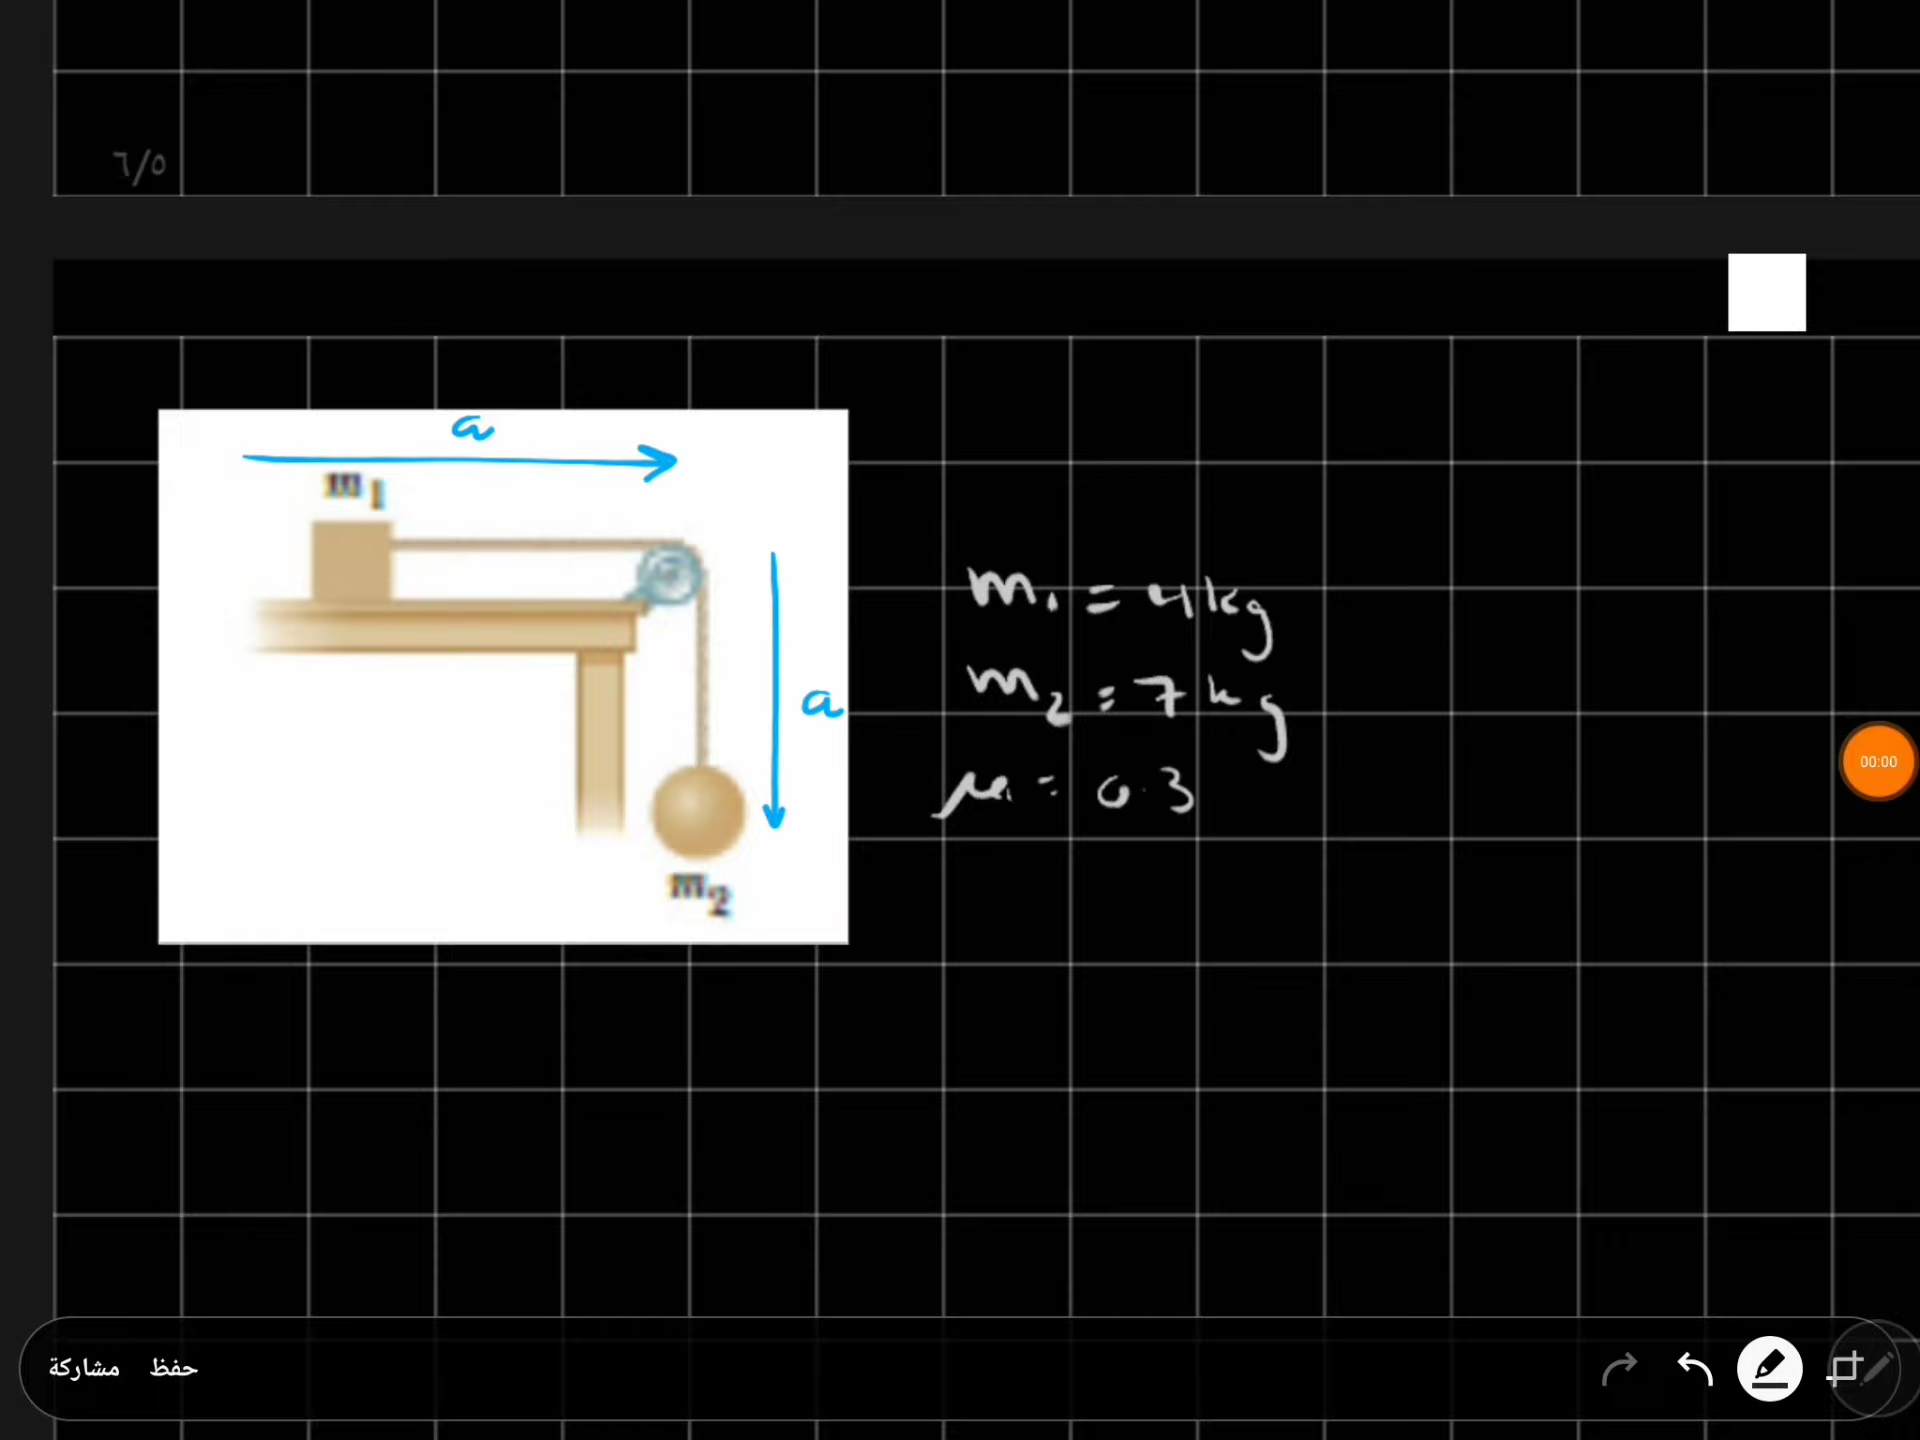 ٦/٥
a
m1
a
m2
m1 = 4kg
m2 = 7kg
μ = 0.3
00:00
مشاركة حفظ